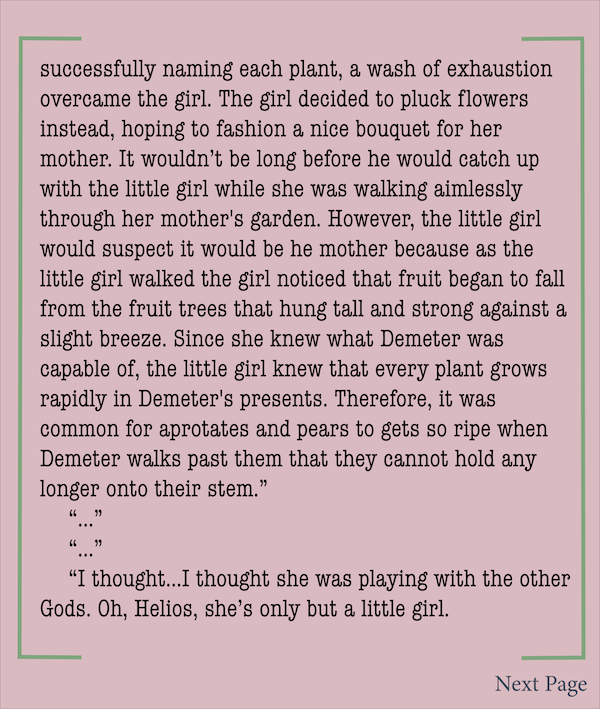 successfully naming each plant, a wash of exhaustion
overcame the girl. The girl decided to pluck flowers
instead, hoping to fashion a nice bouquet for her
mother. It wouldn’t be long before he would catch up
with the little girl while she was walking aimlessly
through her mother's garden. However, the little girl
would suspect it would be he mother because as the
little girl walked the girl noticed that fruit began to fall
from the fruit trees that hung tall and strong against a
slight breeze. Since she knew what Demeter was
capable of, the little girl knew that every plant grows
rapidly in Demeter's presents. Therefore, it was
common for aprotates and pears to gets so ripe when
Demeter walks past them that they cannot hold any
longer onto their stem.”
“...”
“...”
“I thought...I thought she was playing with the other
Gods. Oh, Helios, she’s only but a little girl.
Next Page